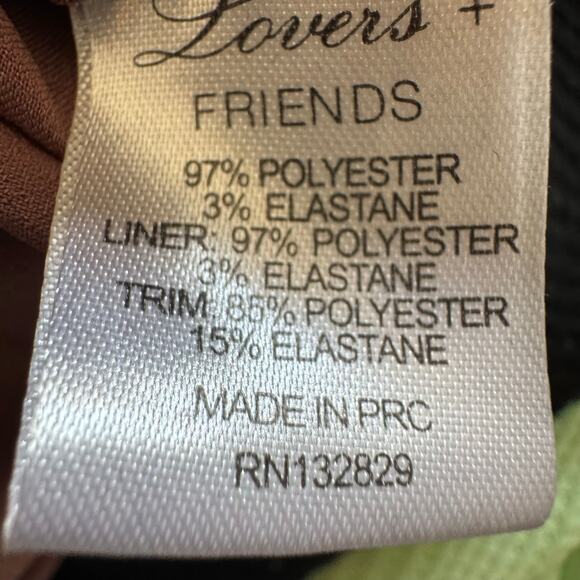 Lovers +
FRIENDS
97% POLYESTER
3% ELASTANE
LINER: 97% POLYESTER
3% ELASTANE
TRIM: 85% POLYESTER
15% ELASTANE
MADE IN PRC
RN132829